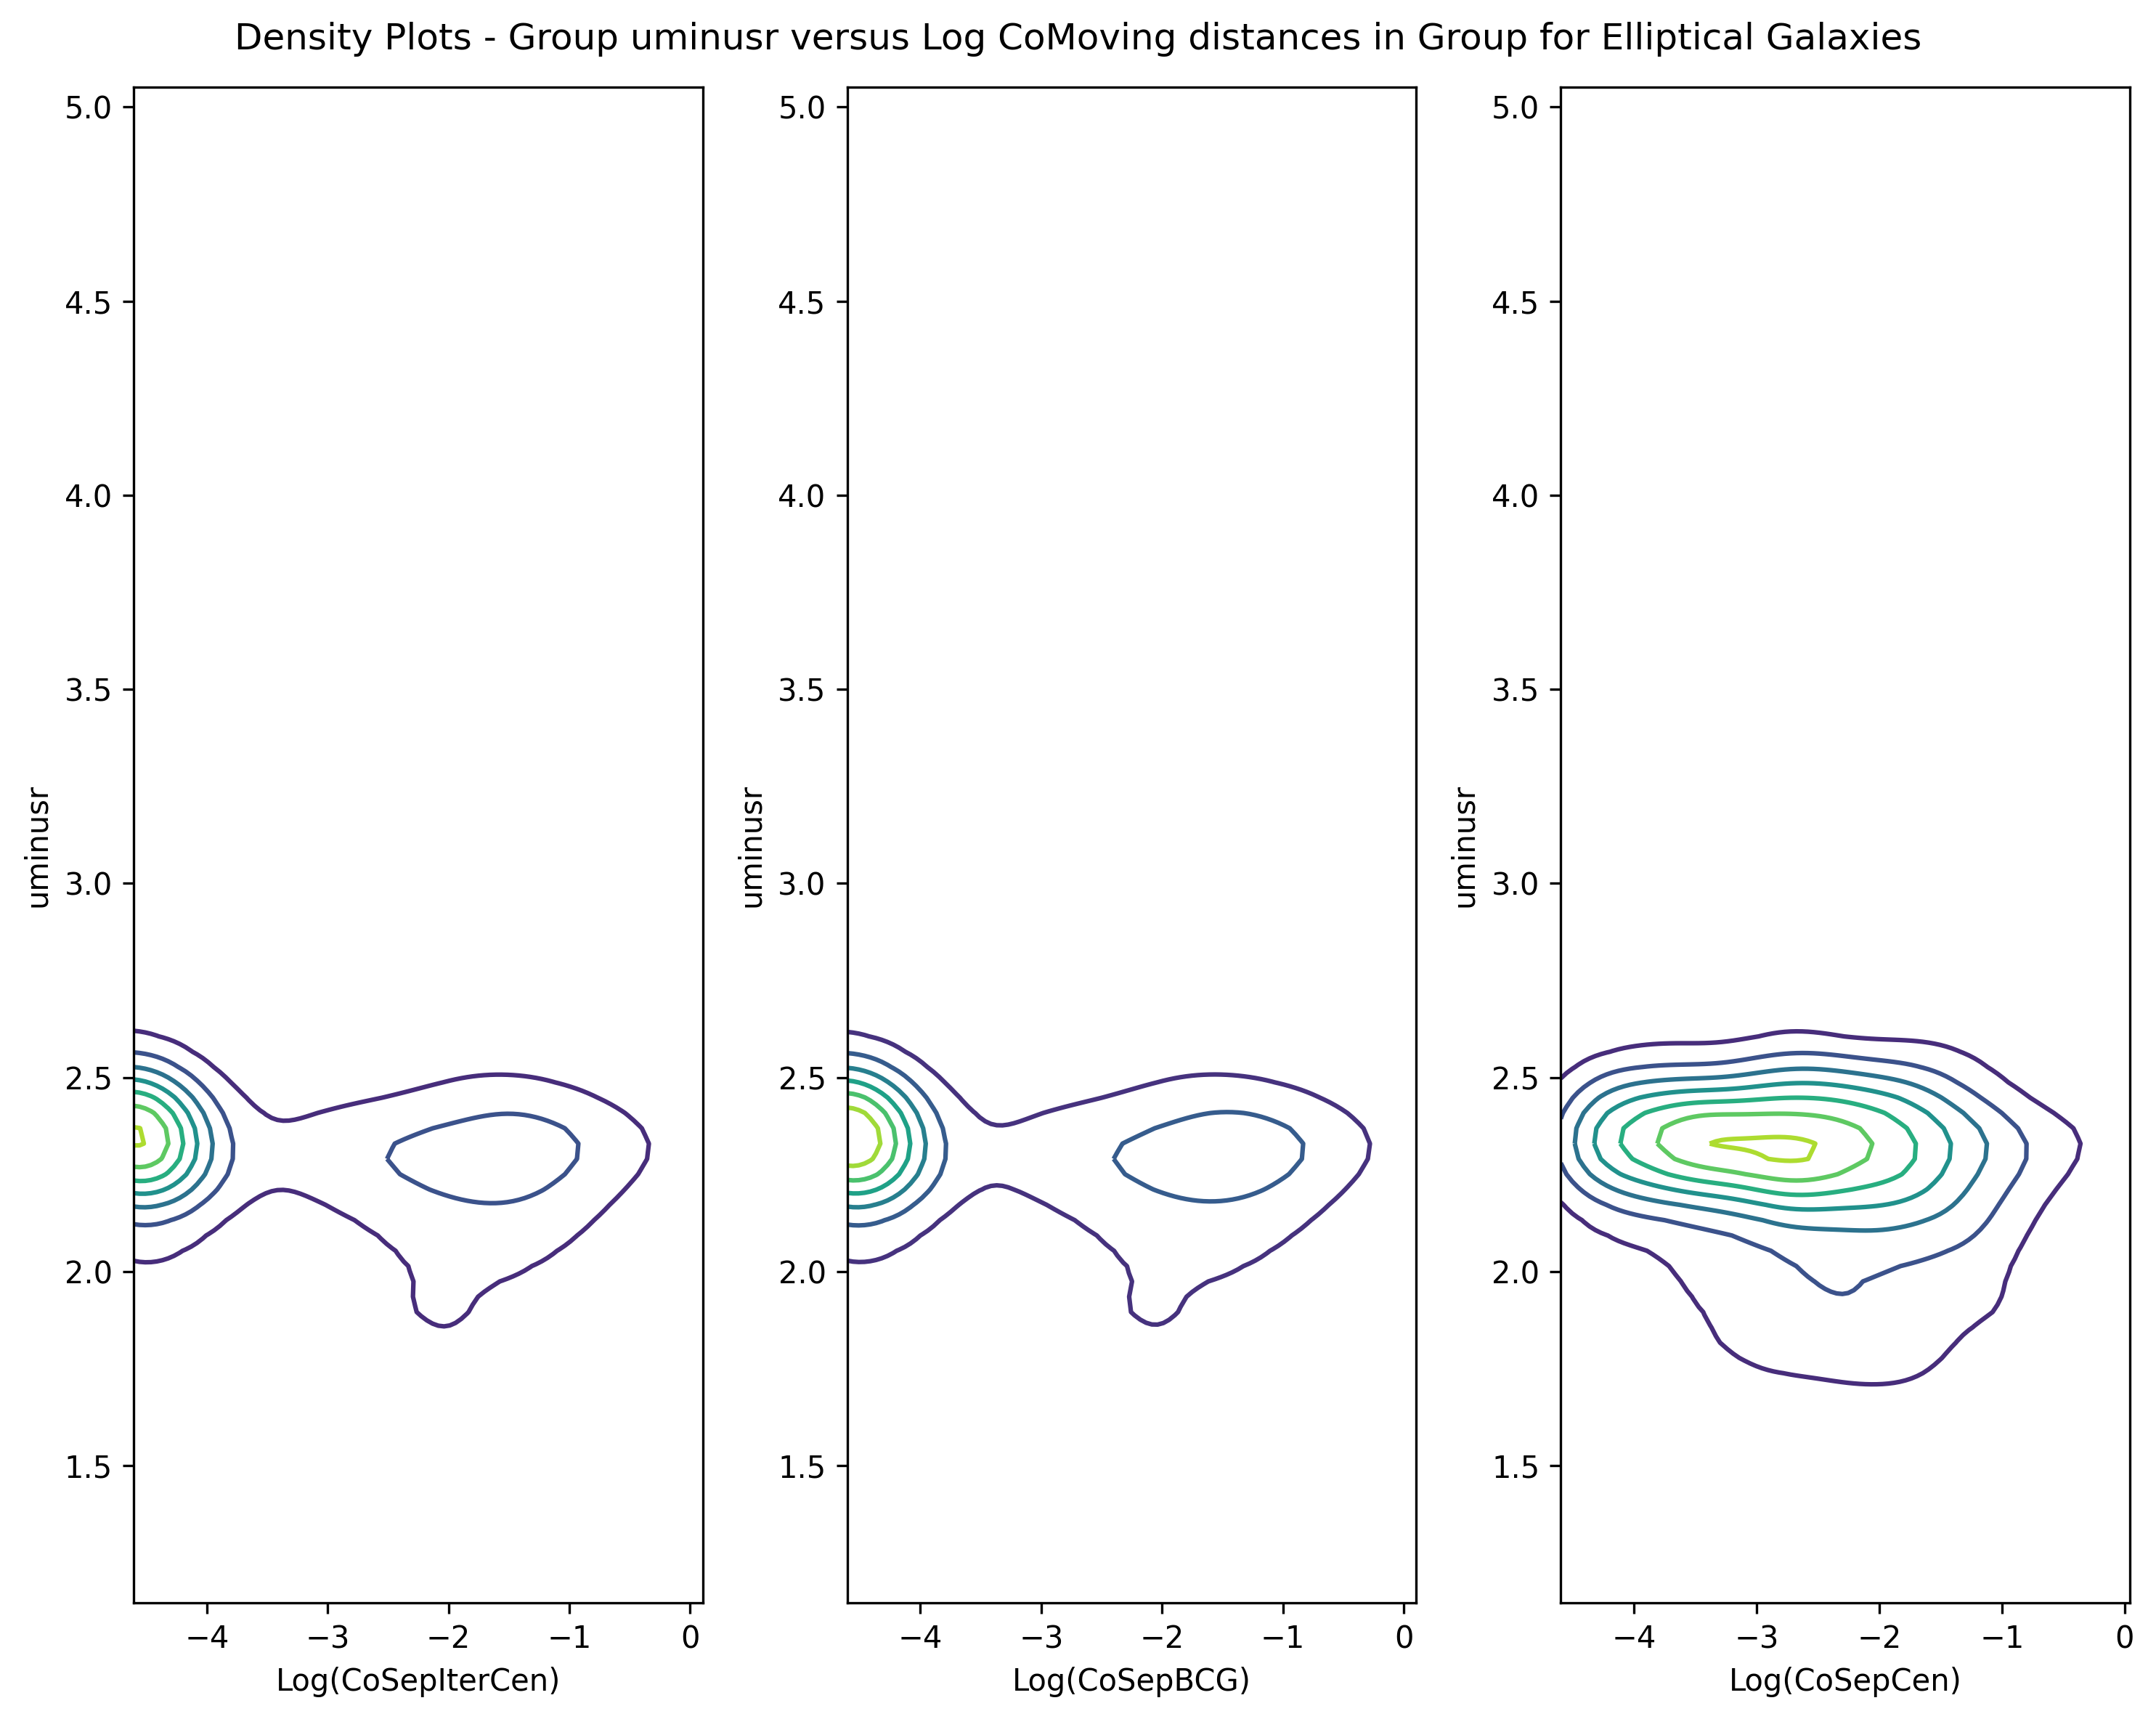 Density Plots - Group uminusr versus Log CoMoving distances in Group for Elliptical Galaxies
uminusr
5.0
4.5
4.0
3.5
3.0
2.5
2.0
1.5
−4 −3 −2 −1 0
Log(CoSepIterCen)
uminusr
5.0
4.5
4.0
3.5
3.0
2.5
2.0
1.5
−4 −3 −2 −1 0
Log(CoSepBCG)
uminusr
5.0
4.5
4.0
3.5
3.0
2.5
2.0
1.5
−4 −3 −2 −1 0
Log(CoSepCen)